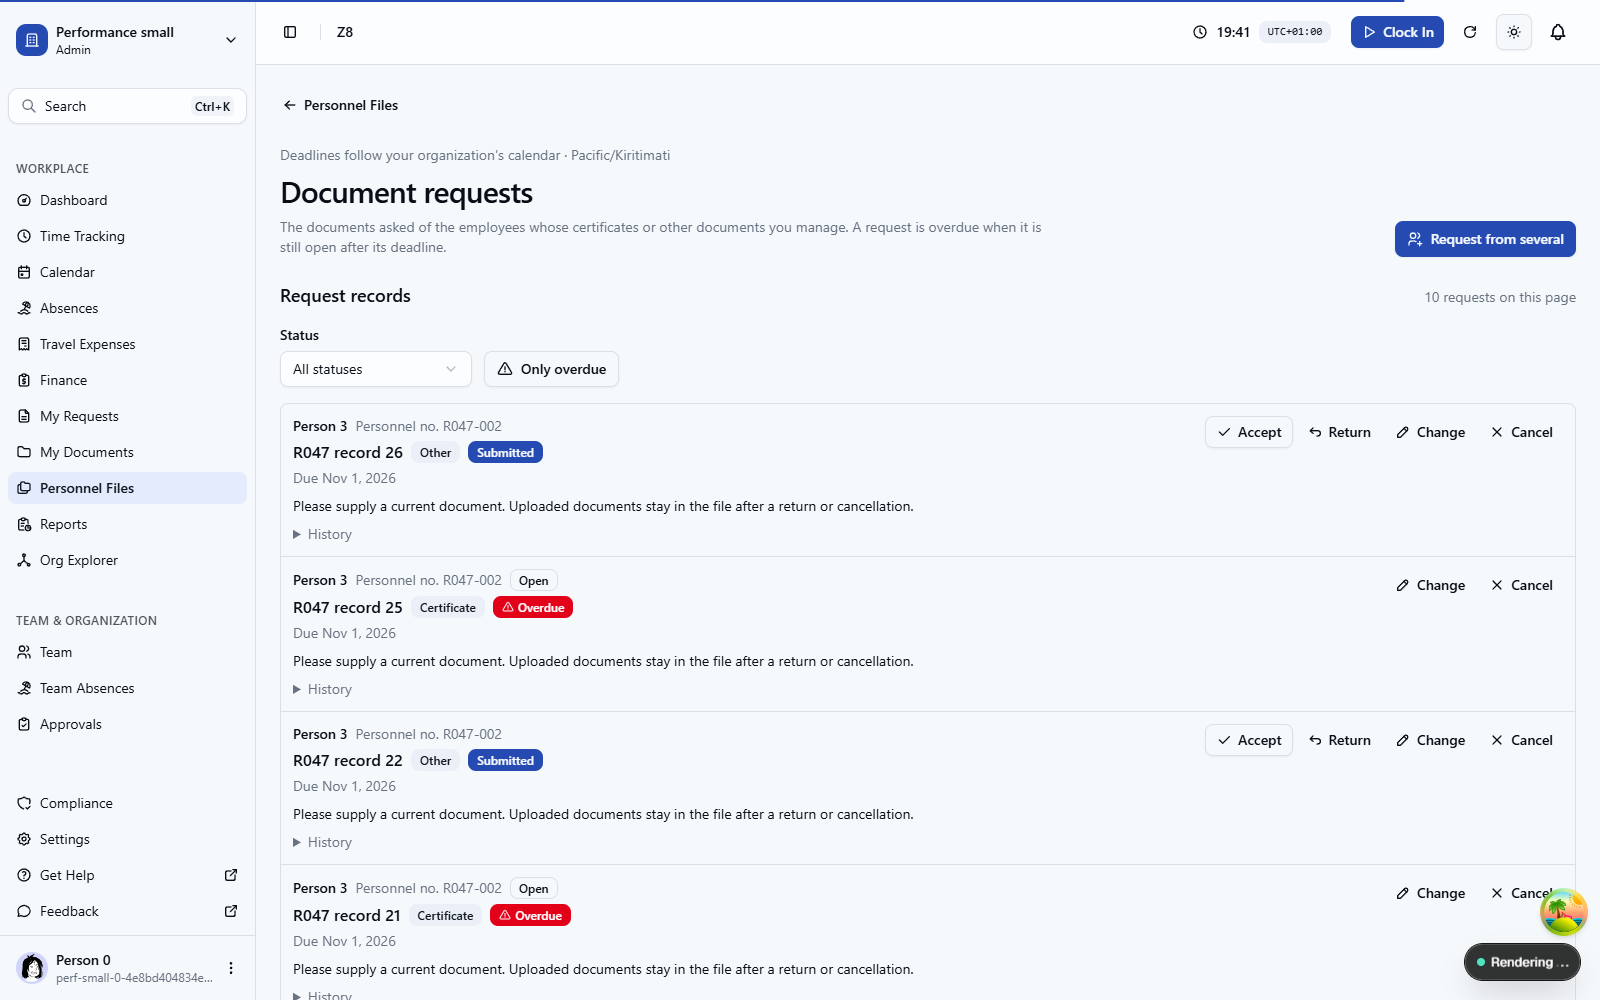 Performance small
Admin
Search
Ctrl+K
WORKPLACE
Dashboard
Time Tracking
Calendar
Absences
Travel Expenses
Finance
My Requests
My Documents
Personnel Files
Reports
Org Explorer
TEAM & ORGANIZATION
Team
Team Absences
Approvals
Compliance
Settings
Get Help
Feedback
Person 0
perf-small-0-4e8bd404834e...
Z8
19:41
UTC+01:00
Clock In
Personnel Files
Deadlines follow your organization's calendar · Pacific/Kiritimati
Document requests
The documents asked of the employees whose certificates or other documents you manage. A request is overdue when it is
still open after its deadline.
Request from several
Request records
10 requests on this page
Status
All statuses
Only overdue
Person 3 Personnel no. R047-002
Accept Return Change Cancel
R047 record 26 Other Submitted
Due Nov 1, 2026
Please supply a current document. Uploaded documents stay in the file after a return or cancellation.
History
Person 3 Personnel no. R047-002 Open
Change Cancel
R047 record 25 Certificate Overdue
Due Nov 1, 2026
Please supply a current document. Uploaded documents stay in the file after a return or cancellation.
History
Person 3 Personnel no. R047-002
Accept Return Change Cancel
R047 record 22 Other Submitted
Due Nov 1, 2026
Please supply a current document. Uploaded documents stay in the file after a return or cancellation.
History
Person 3 Personnel no. R047-002 Open
Change Cancel
R047 record 21 Certificate Overdue
Due Nov 1, 2026
Please supply a current document. Uploaded documents stay in the file after a return or cancellation.
History
Rendering ...